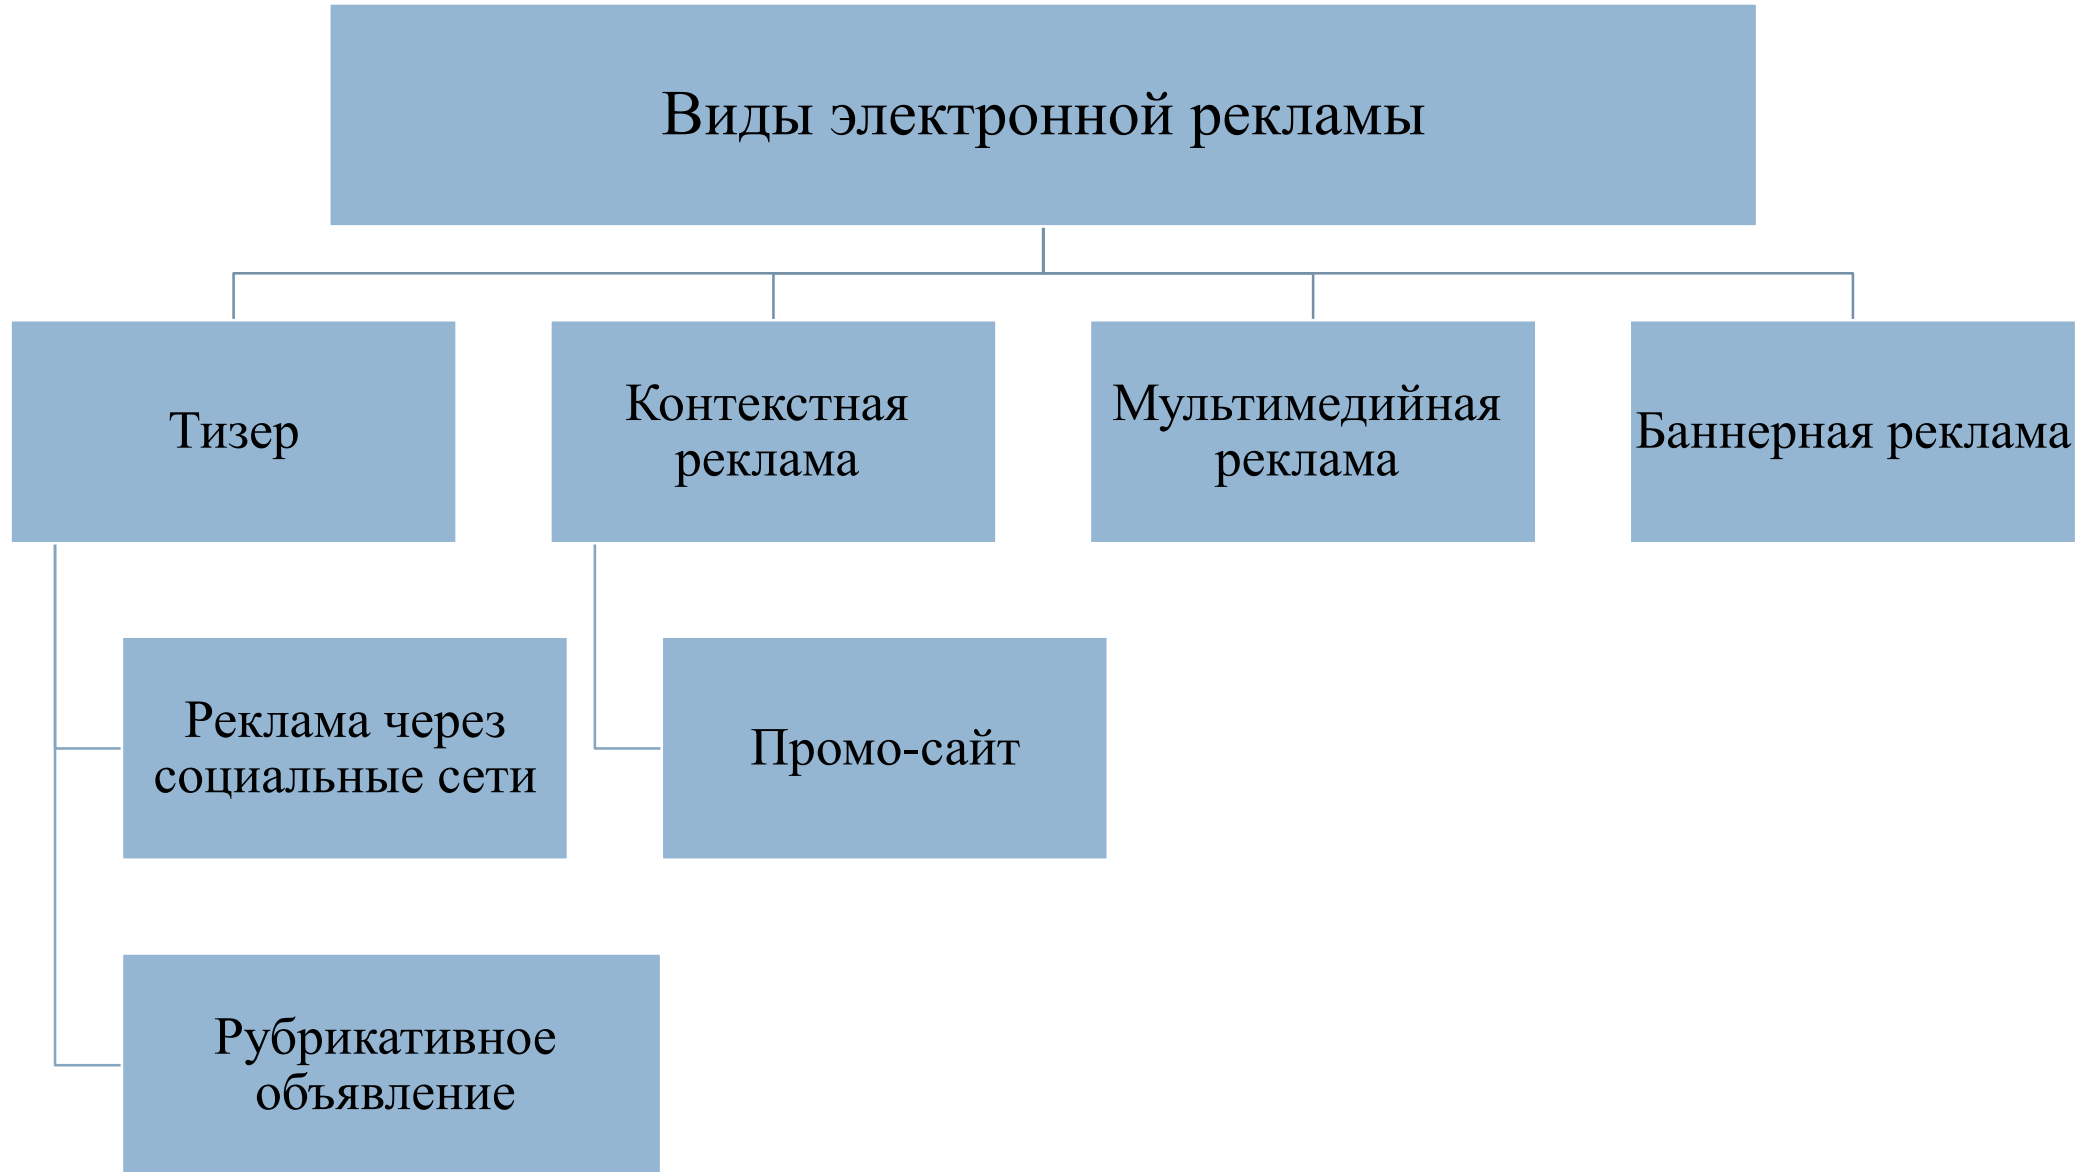 Виды электронной рекламы
Тизер
Контекстная
реклама
Мультимедийная
реклама
Баннерная реклама
Реклама через
социальные сети
Промо-сайт
Рубрикативное
объявление